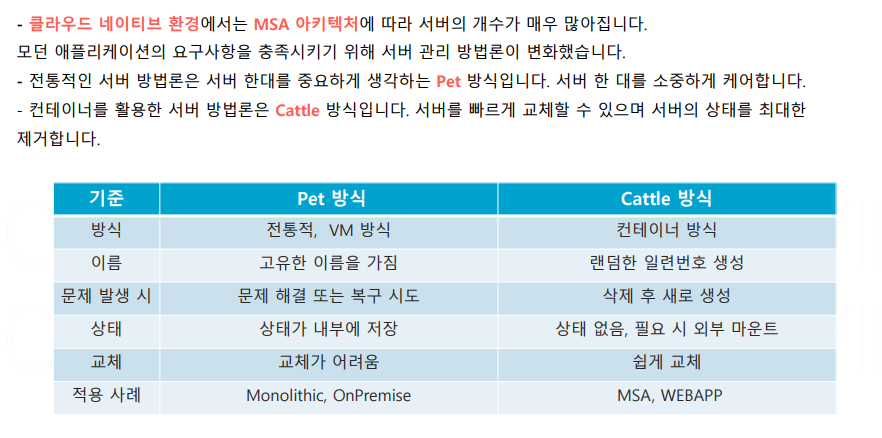 - 클라우드 네이티브 환경에서는 MSA 아키텍처에 따라 서버의 개수가 매우 많아집니다.
모던 애플리케이션의 요구사항을 충족시키기 위해 서버 관리 방법론이 변화했습니다.
- 전통적인 서버 방법론은 서버 한대를 중요하게 생각하는 Pet 방식입니다. 서버 한 대를 소중하게 케어합니다.
- 컨테이너를 활용한 서버 방법론은 Cattle 방식입니다. 서버를 빠르게 교체할 수 있으며 서버의 상태를 최대한
제거합니다.
기준 Pet 방식 Cattle 방식
방식 전통적, VM 방식 컨테이너 방식
이름 고유한 이름을 가짐 랜덤한 일련번호 생성
문제 발생 시 문제 해결 또는 복구 시도 삭제 후 새로 생성
상태 상태가 내부에 저장 상태 없음, 필요 시 외부 마운트
교체 교체가 어려움 쉽게 교체
적용 사례 Monolithic, OnPremise MSA, WEBAPP